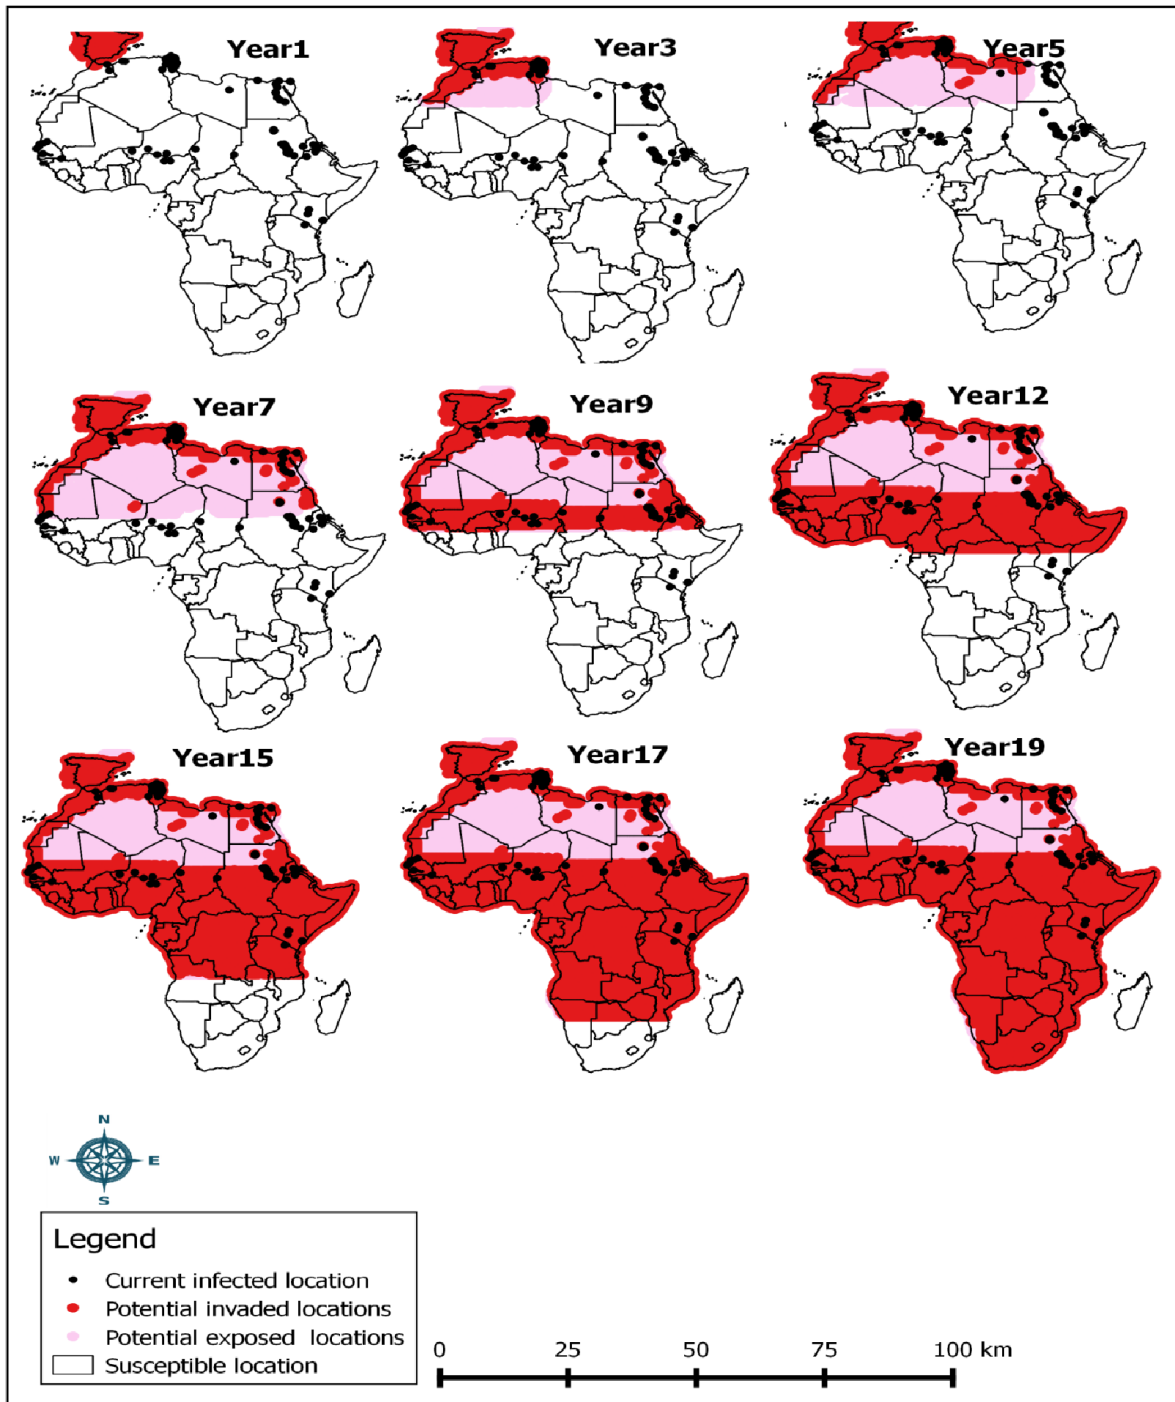 Year1
Year3
Year5
Year7
Year9
Year12
Year15
Year17
Year19
N
W E
S
Legend
Current infected location
Potential invaded locations
Potential exposed locations
Susceptible location
0 25 50 75 100 km